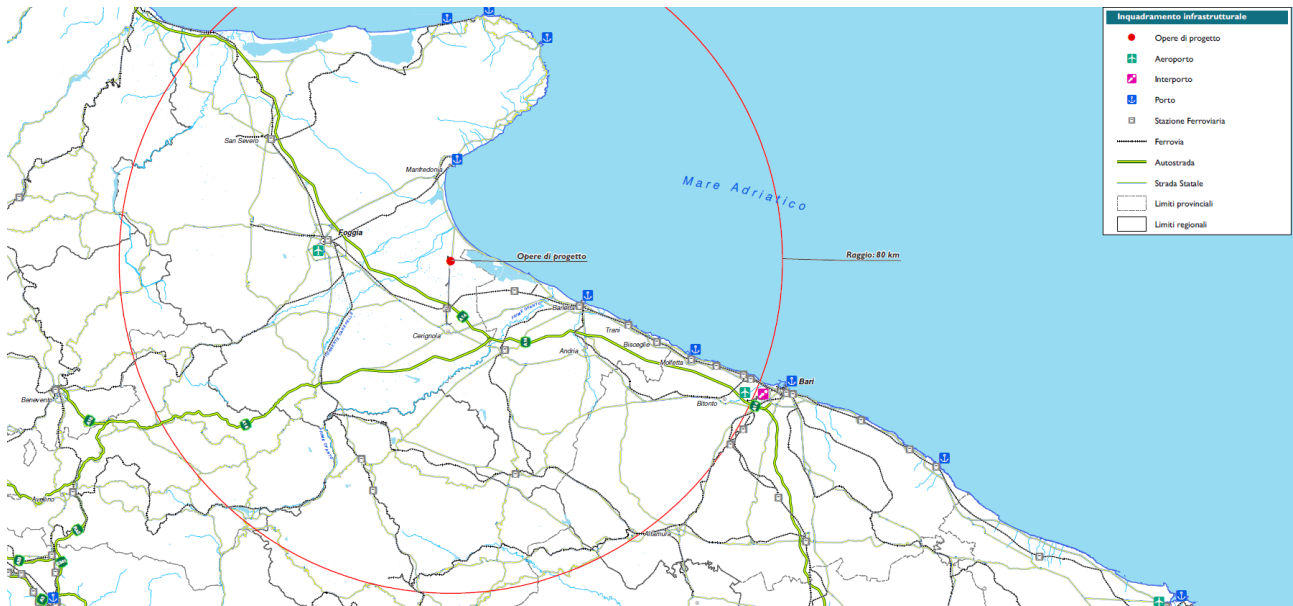 Inquadramento infrastrutturale
Opere di progetto
Aeroporto
Interporto
Porto
Stazione Ferroviaria
Ferrovia
Autostrada
Strada Statale
Limiti provinciali
Limiti regionali
San Severo
Manfredonia
Mare Adriatico
Foggia
Opere di progetto
Raggio: 80 km
Barletta
Cerignola
Trani
Bisceglie
Andria
Molfetta
Bari
Benevento
Bitonto
Avellino
Altamura